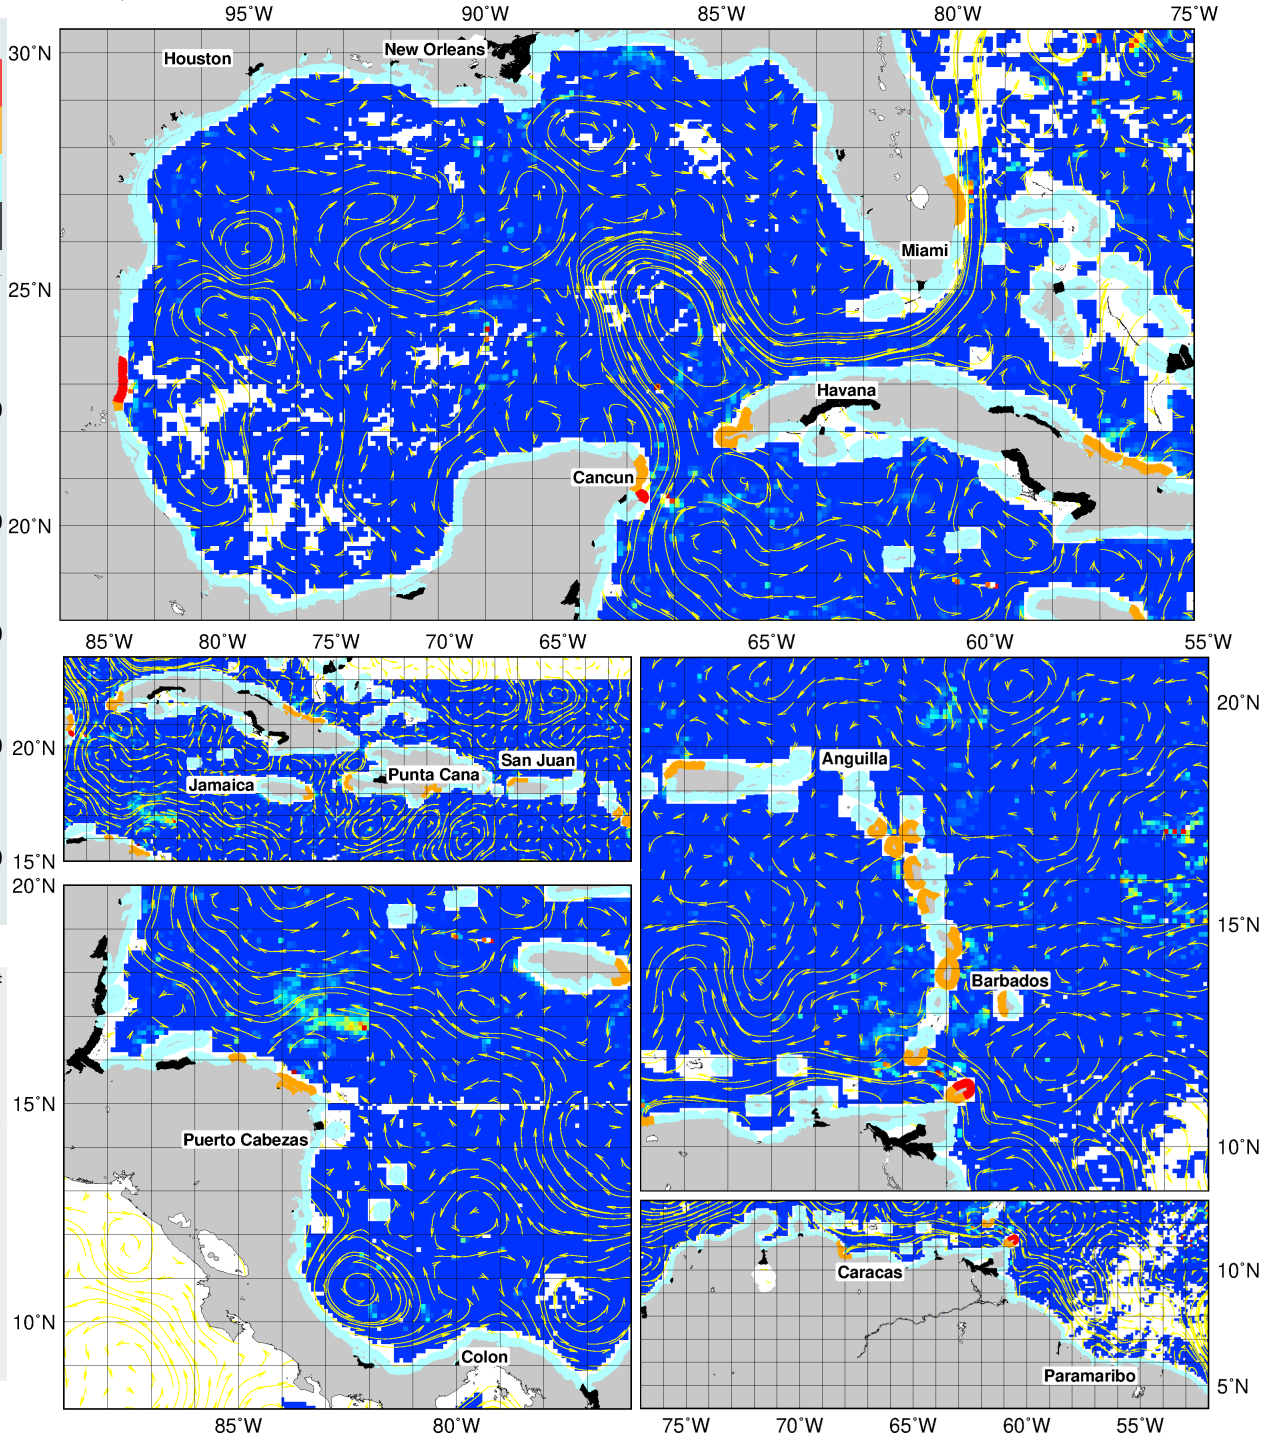 95°W 90°W 85°W 80°W 75°W
30°N
Houston
New Orleans
Miami
25°N
Havana
Cancun
20°N
85°W 80°W 75°W 70°W 65°W
65°W 60°W 55°W
20°N
Jamaica
Punta Cana
San Juan
15°N
Anguilla
20°N
15°N
Barbados
10°N
20°N
15°N
Puerto Cabezas
10°N
Colon
85°W 80°W
Caracas
10°N
Paramaribo
5°N
75°W 70°W 65°W 60°W 55°W